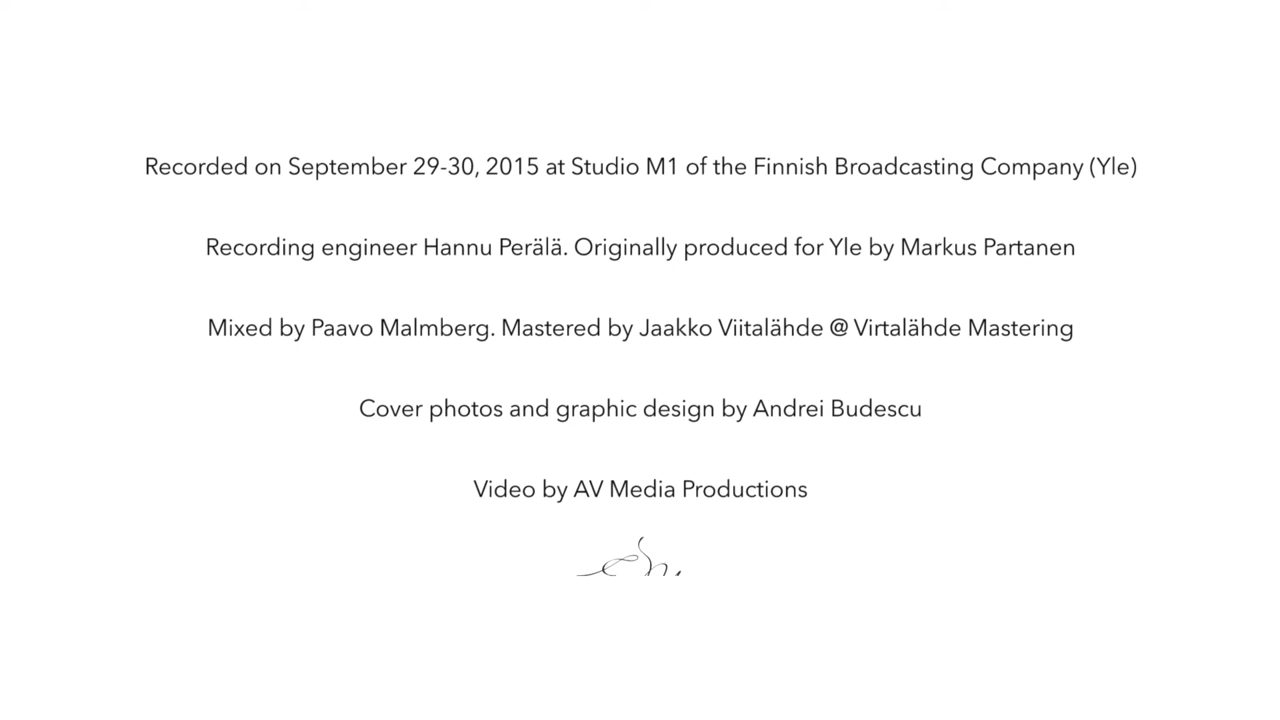 Recorded on September 29-30, 2015 at Studio M1 of the Finnish Broadcasting Company (Yle)
Recording engineer Hannu Perälä. Originally produced for Yle by Markus Partanen
Mixed by Paavo Malmberg. Mastered by Jaakko Viitalähde @ Virtalähde Mastering
Cover photos and graphic design by Andrei Budescu
Video by AV Media Productions